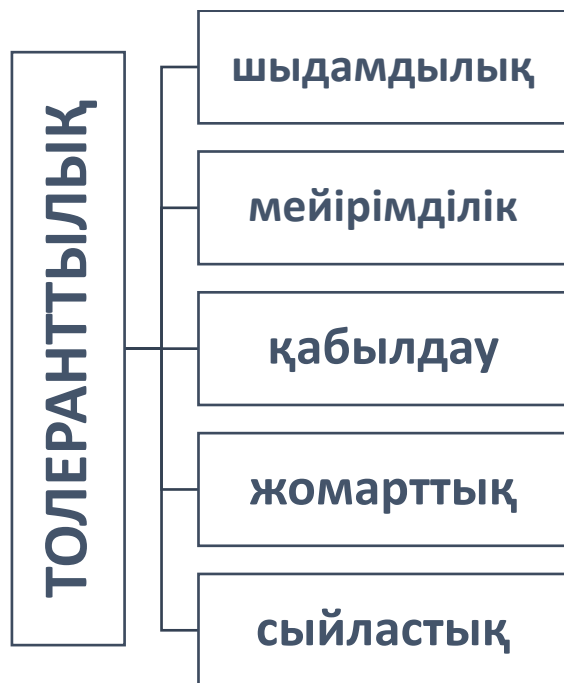 ТОЛЕРАНТТЫЛЫҚ
шыдамдылық
мейірімділік
қабылдау
жомарттық
сыйластық